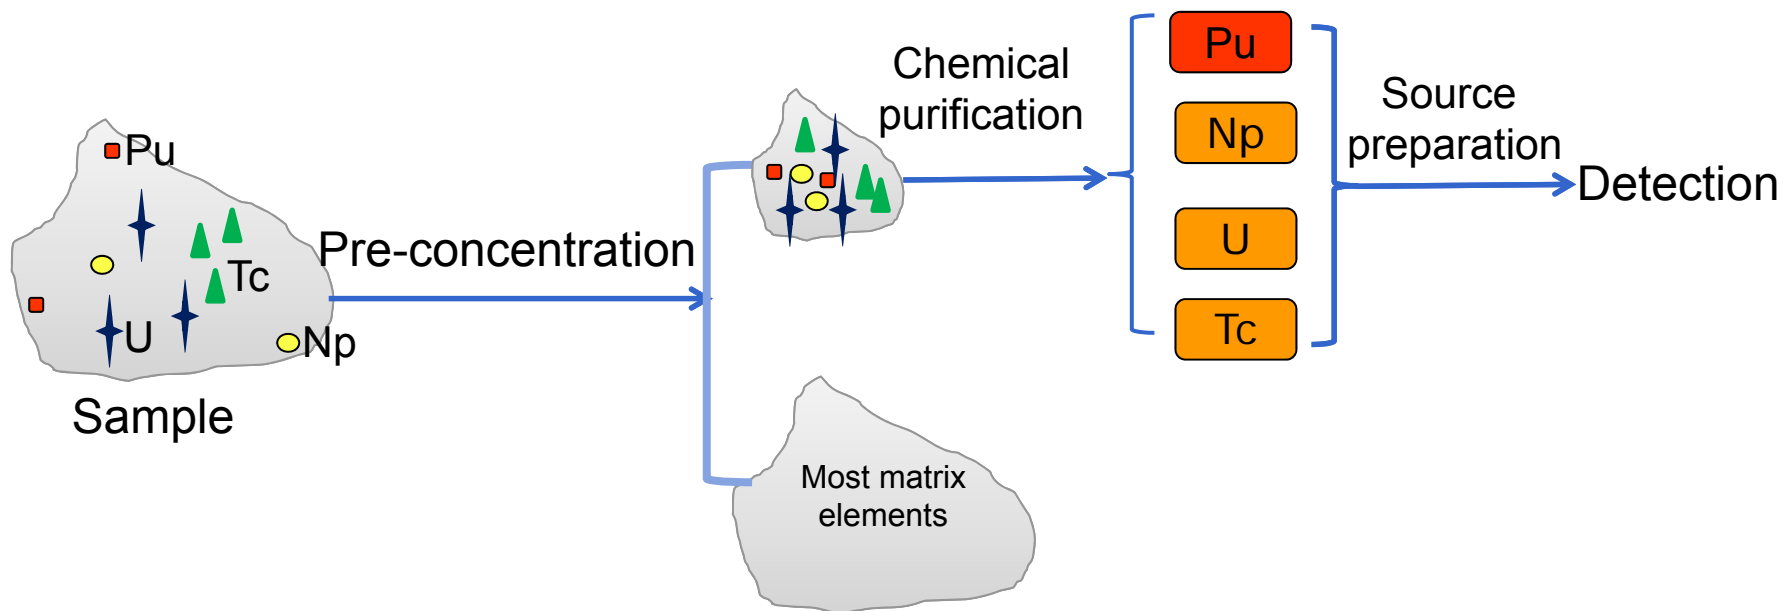 Pu
Tc
U
Np
Sample
Pre-concentration
Most matrix
elements
Chemical
purification
Pu
Np
U
Tc
Source
preparation
Detection